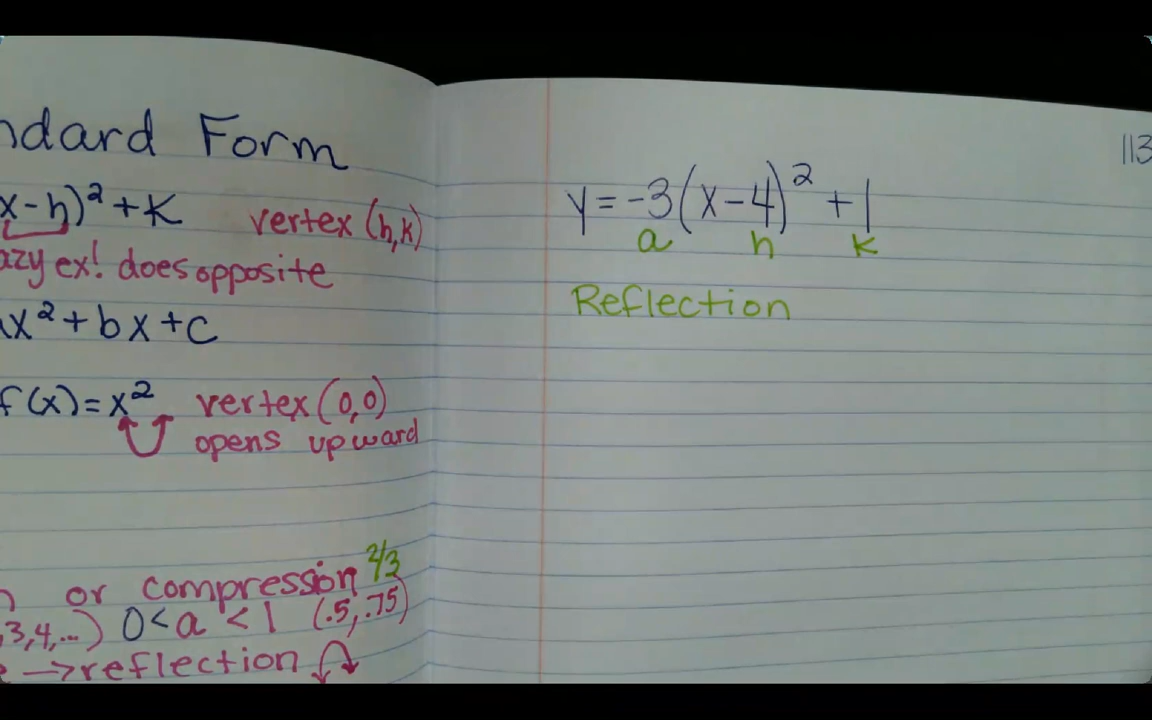 ndard Form
x-h)² + K vertex (h,k)
azy ex! does opposite
x² + bx + c
f(x) = x² vertex (0,0)
opens upward
or compression 2/3
,3,4,...) 0 < a < 1 (.5, .75)
→ reflection
113
y = -3(x-4)² + 1
a h k
Reflection